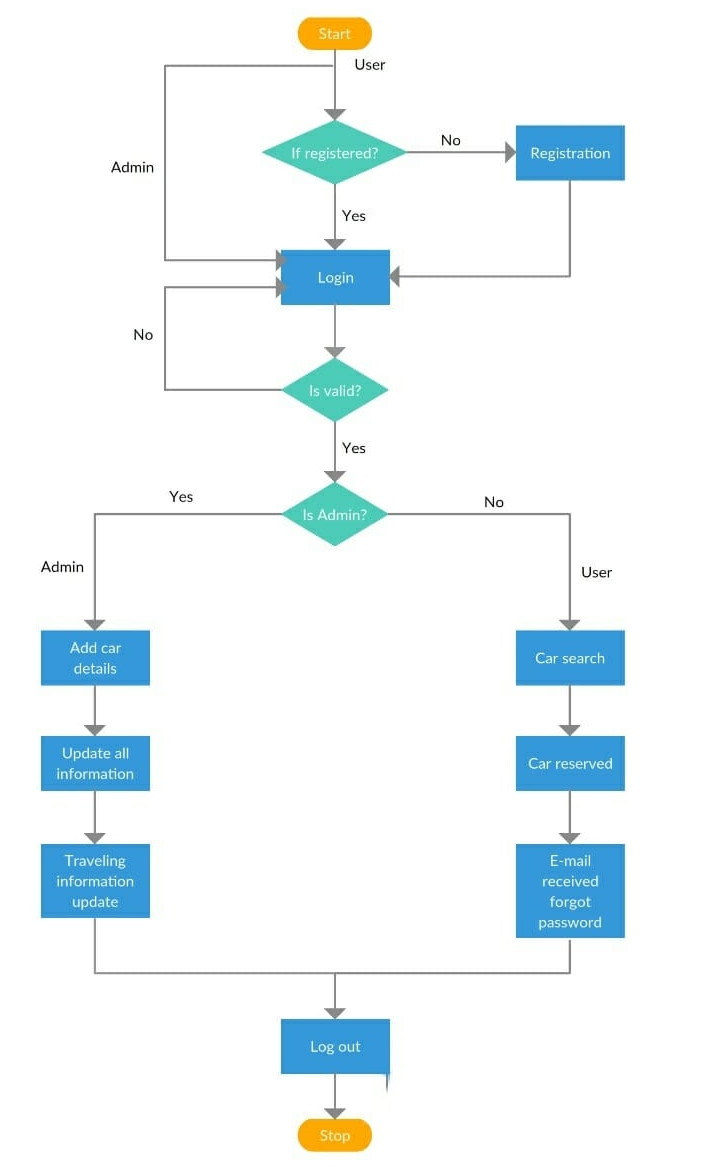 Start
User
If registered?
No
Registration
Admin
Yes
Login
No
Is valid?
Yes
Yes
Is Admin?
No
Admin
User
Add car
details
Car search
Update all
information
Car reserved
Traveling
information
update
E-mail
received
forgot
password
Log out
Stop